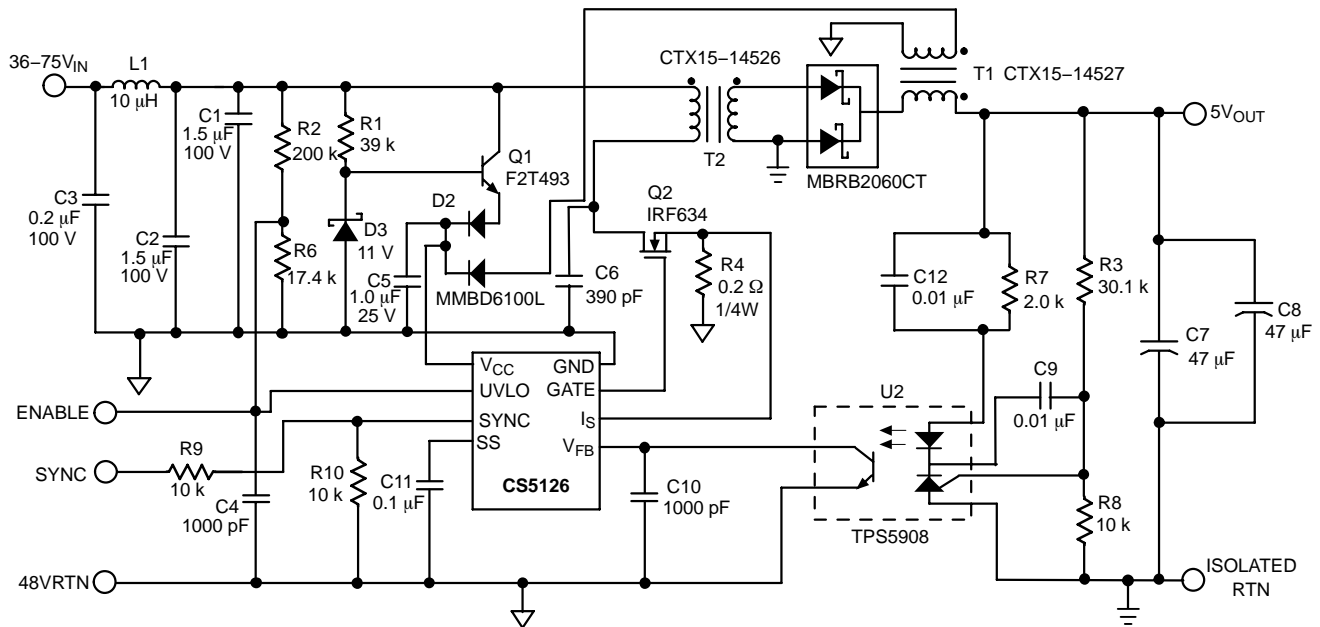 36–75V_IN
L1
10 μH
CTX15–14526
T1 CTX15–14527
C1
1.5 μF
100 V
R2
200 k
R1
39 k
Q1
F2T493
T2
MBRB2060CT
5V_OUT
C3
0.2 μF
100 V
C2
1.5 μF
100 V
R6
17.4 k
D3
11 V
D2
C5
1.0 μF
25 V
MMBD6100L
C6
390 pF
Q2
IRF634
R4
0.2 Ω
1/4W
C12
0.01 μF
R7
2.0 k
R3
30.1 k
C7
47 μF
C8
47 μF
V_CC
GND
UVLO
GATE
SYNC
I_S
SS
V_FB
CS5126
ENABLE
SYNC
R9
10 k
C4
1000 pF
R10
10 k
C11
0.1 μF
C10
1000 pF
U2
TPS5908
C9
0.01 μF
R8
10 k
48VRTN
ISOLATED
RTN